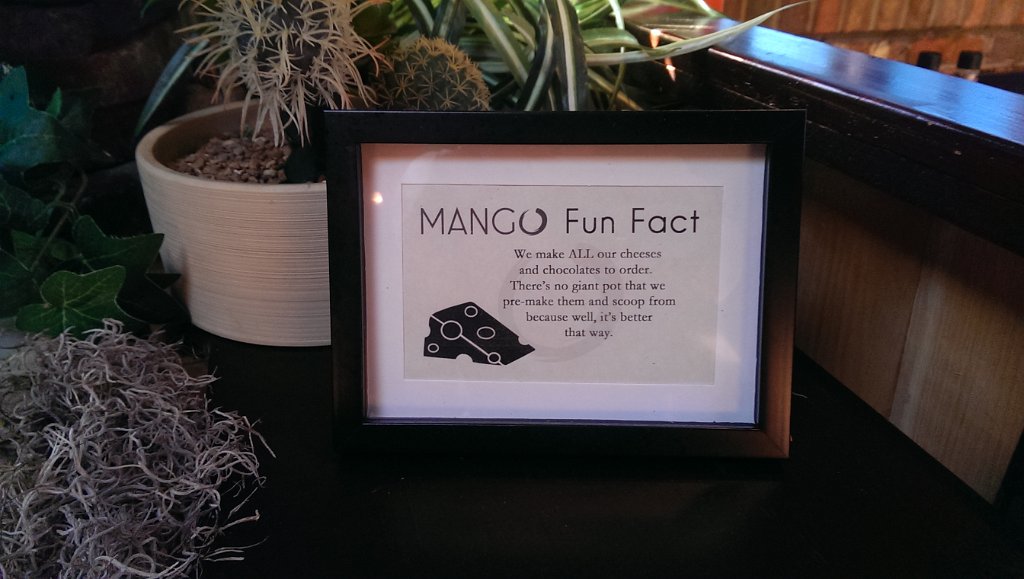 MANGO Fun Fact
We make ALL our cheeses
and chocolates to order.
There's no giant pot that we
pre-make them and scoop from
because well, it's better
that way.